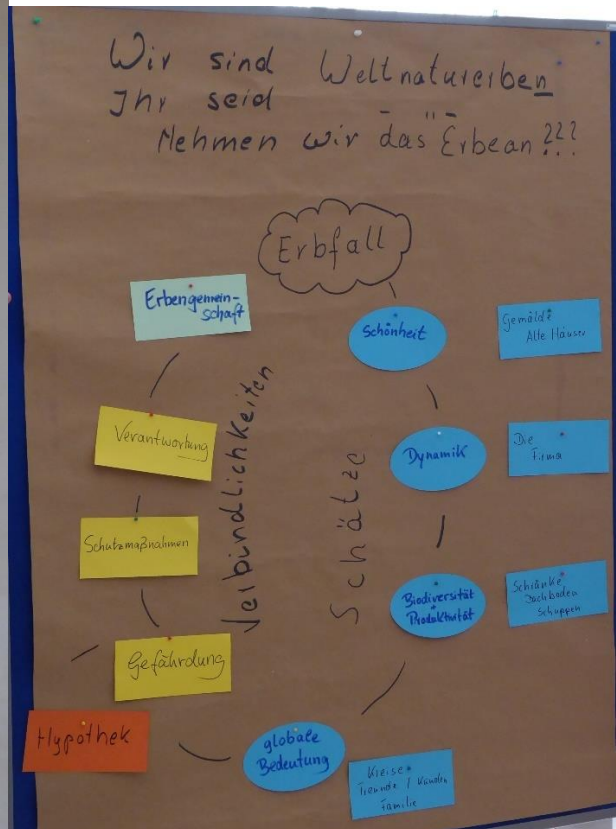 Wir sind Weltnaturerben
Ihr seid " " "
Nehmen wir das Erbe an ???
Erbfall
Erbengemein-
schaft
Schönheit
Gemälde
Alte Häuser
Verbindlichkeiten
Schätze
Verantwortung
Dynamik
Die
Firma
Schutzmaßnahmen
Biodiversität
Produktivität
Schränke
Dachboden
Schuppen
Gefährdung
Hypothek
globale
Bedeutung
Kreise
Freunde / Kunden
Familie